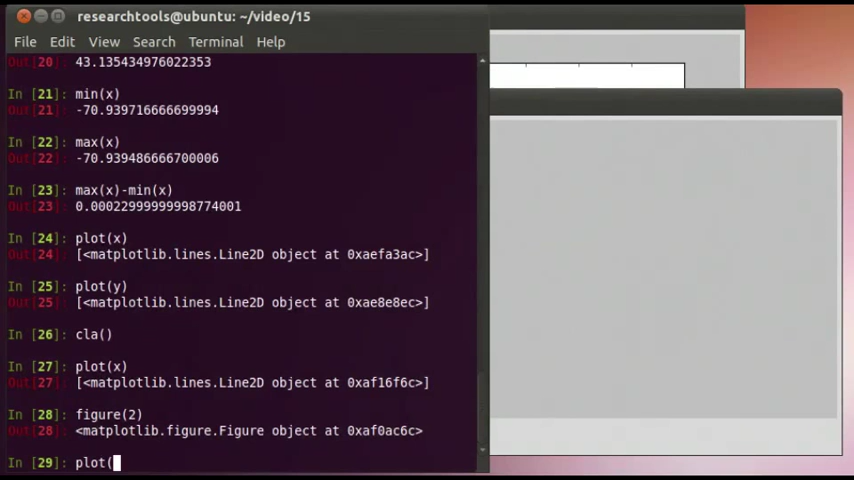 researchtools@ubuntu: ~/video/15
File Edit View Search Terminal Help
Out[20]: 43.135434976022353
In [21]: min(x)
Out[21]: -70.939716666699994
In [22]: max(x)
Out[22]: -70.939486666700006
In [23]: max(x)-min(x)
Out[23]: 0.00022999999998774001
In [24]: plot(x)
Out[24]: [<matplotlib.lines.Line2D object at 0xaefa3ac>]
In [25]: plot(y)
Out[25]: [<matplotlib.lines.Line2D object at 0xae8e8ec>]
In [26]: cla()
In [27]: plot(x)
Out[27]: [<matplotlib.lines.Line2D object at 0xaf16f6c>]
In [28]: figure(2)
Out[28]: <matplotlib.figure.Figure object at 0xaf0ac6c>
In [29]: plot(